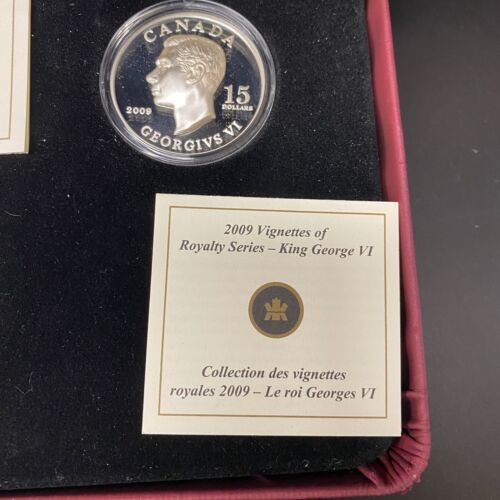 CANADA
2009
15
DOLLARS
GEORGIVS VI
2009 Vignettes of
Royalty Series – King George VI
Collection des vignettes
royales 2009 – Le roi Georges VI